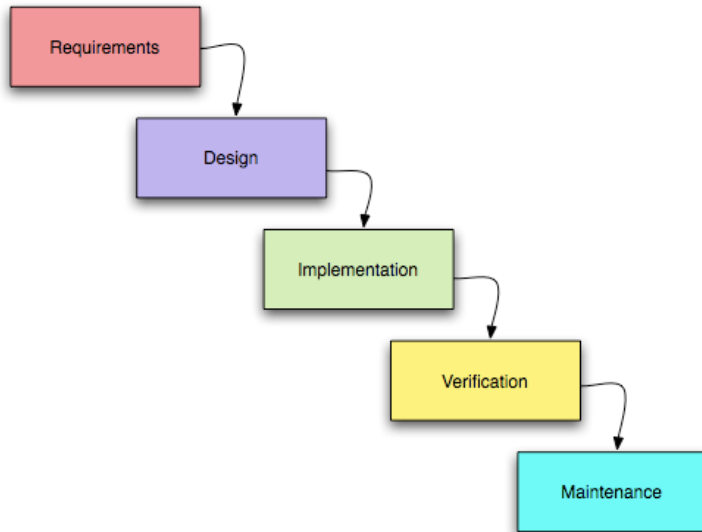 Requirements
Design
Implementation
Verification
Maintenance